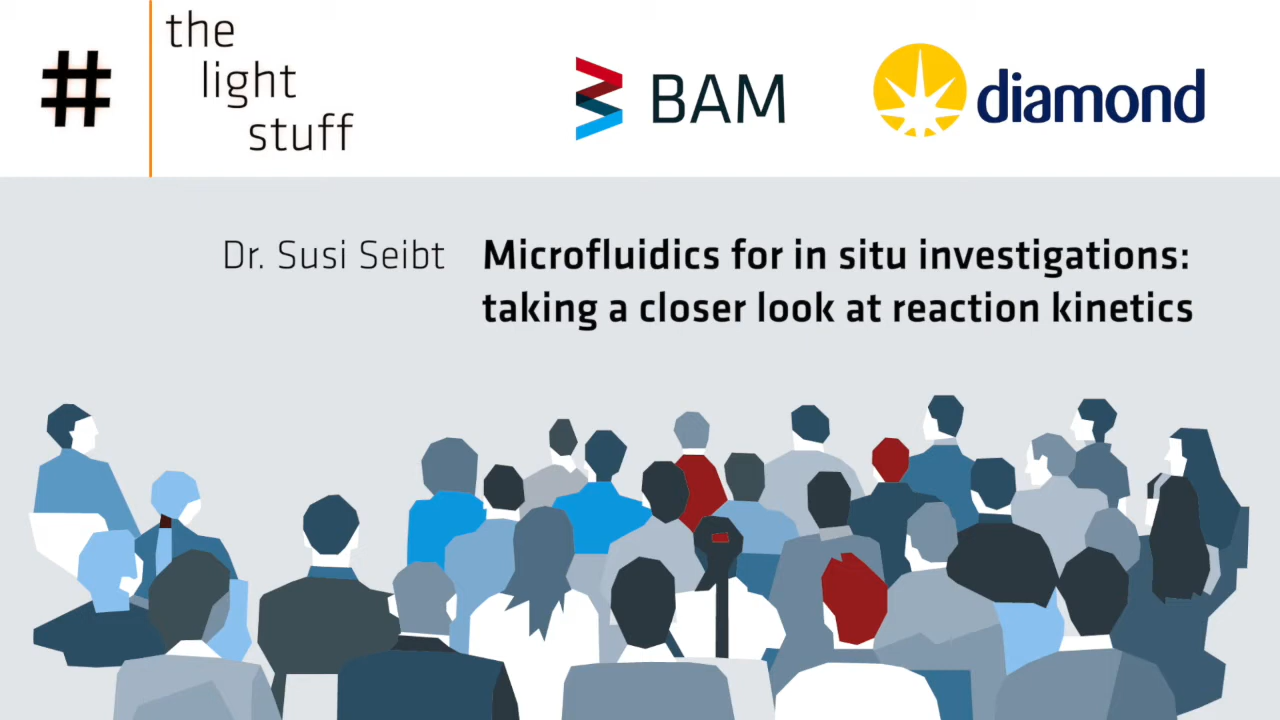 #
the
light
stuff
BAM
diamond
Dr. Susi Seibt
Microfluidics for in situ investigations:
taking a closer look at reaction kinetics